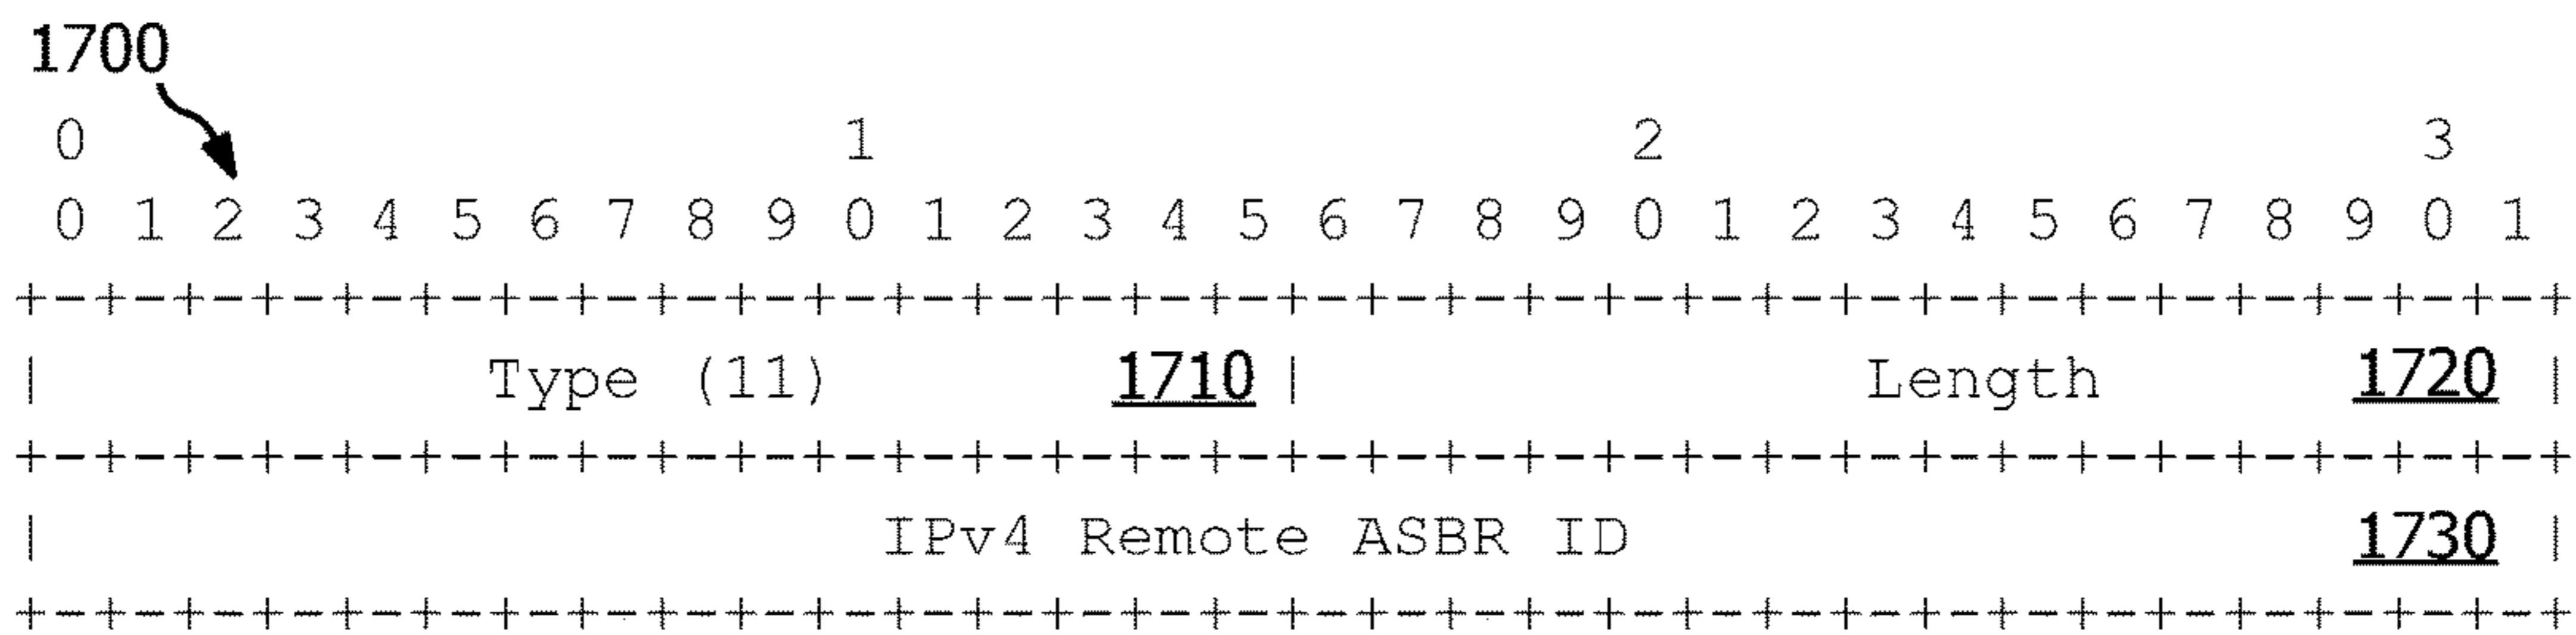 1700
0 1 2 3
0 1 2 3 4 5 6 7 8 9 0 1 2 3 4 5 6 7 8 9 0 1 2 3 4 5 6 7 8 9 0 1
+-+-+-+-+-+-+-+-+-+-+-+-+-+-+-+-+-+-+-+-+-+-+-+-+-+-+-+-+-+-+-+-+
| Type (11) 1710 | Length 1720 |
+-+-+-+-+-+-+-+-+-+-+-+-+-+-+-+-+-+-+-+-+-+-+-+-+-+-+-+-+-+-+-+-+
| IPv4 Remote ASBR ID 1730 |
+-+-+-+-+-+-+-+-+-+-+-+-+-+-+-+-+-+-+-+-+-+-+-+-+-+-+-+-+-+-+-+-+